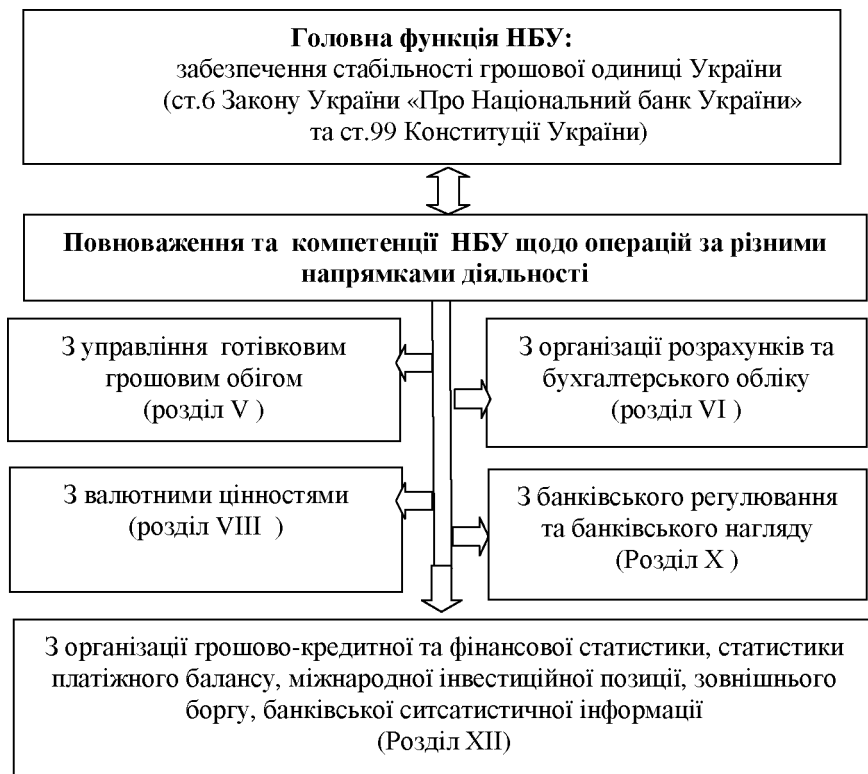 Головна функція НБУ:
забезпечення стабільності грошової одиниці України
(ст.6 Закону України «Про Національний банк України»
та ст.99 Конституції України)
Повноваження та компетенції НБУ щодо операцій за різними
напрямками діяльності
З управління готівковим
грошовим обігом
(розділ V )
З організації розрахунків та
бухгалтерського обліку
(розділ VI )
З валютними цінностями
(розділ VIII )
З банківського регулювання
та банківського нагляду
(Розділ X )
З організації грошово-кредитної та фінансової статистики, статистики
платіжного балансу, міжнародної інвестиційної позиції, зовнішнього
боргу, банківської ситсатистичної інформації
(Розділ XII)